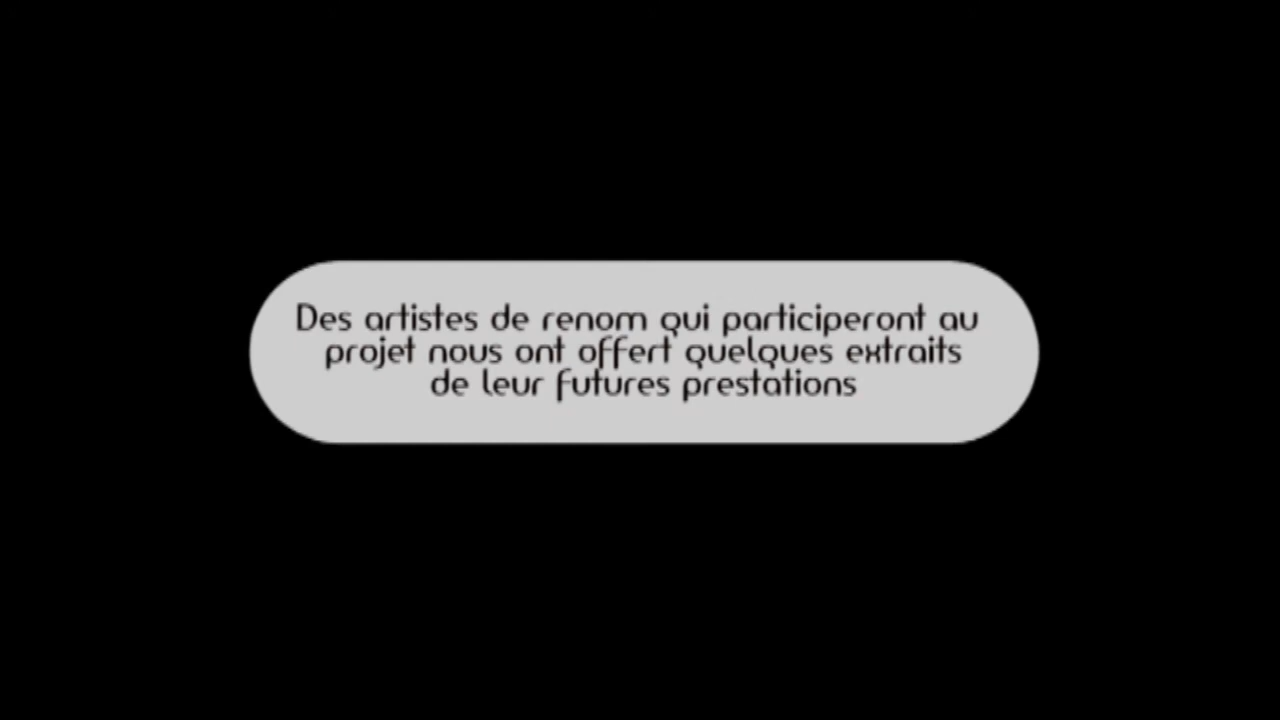 Des artistes de renom qui participeront au
projet nous ont offert quelques extraits
de leur futures prestations